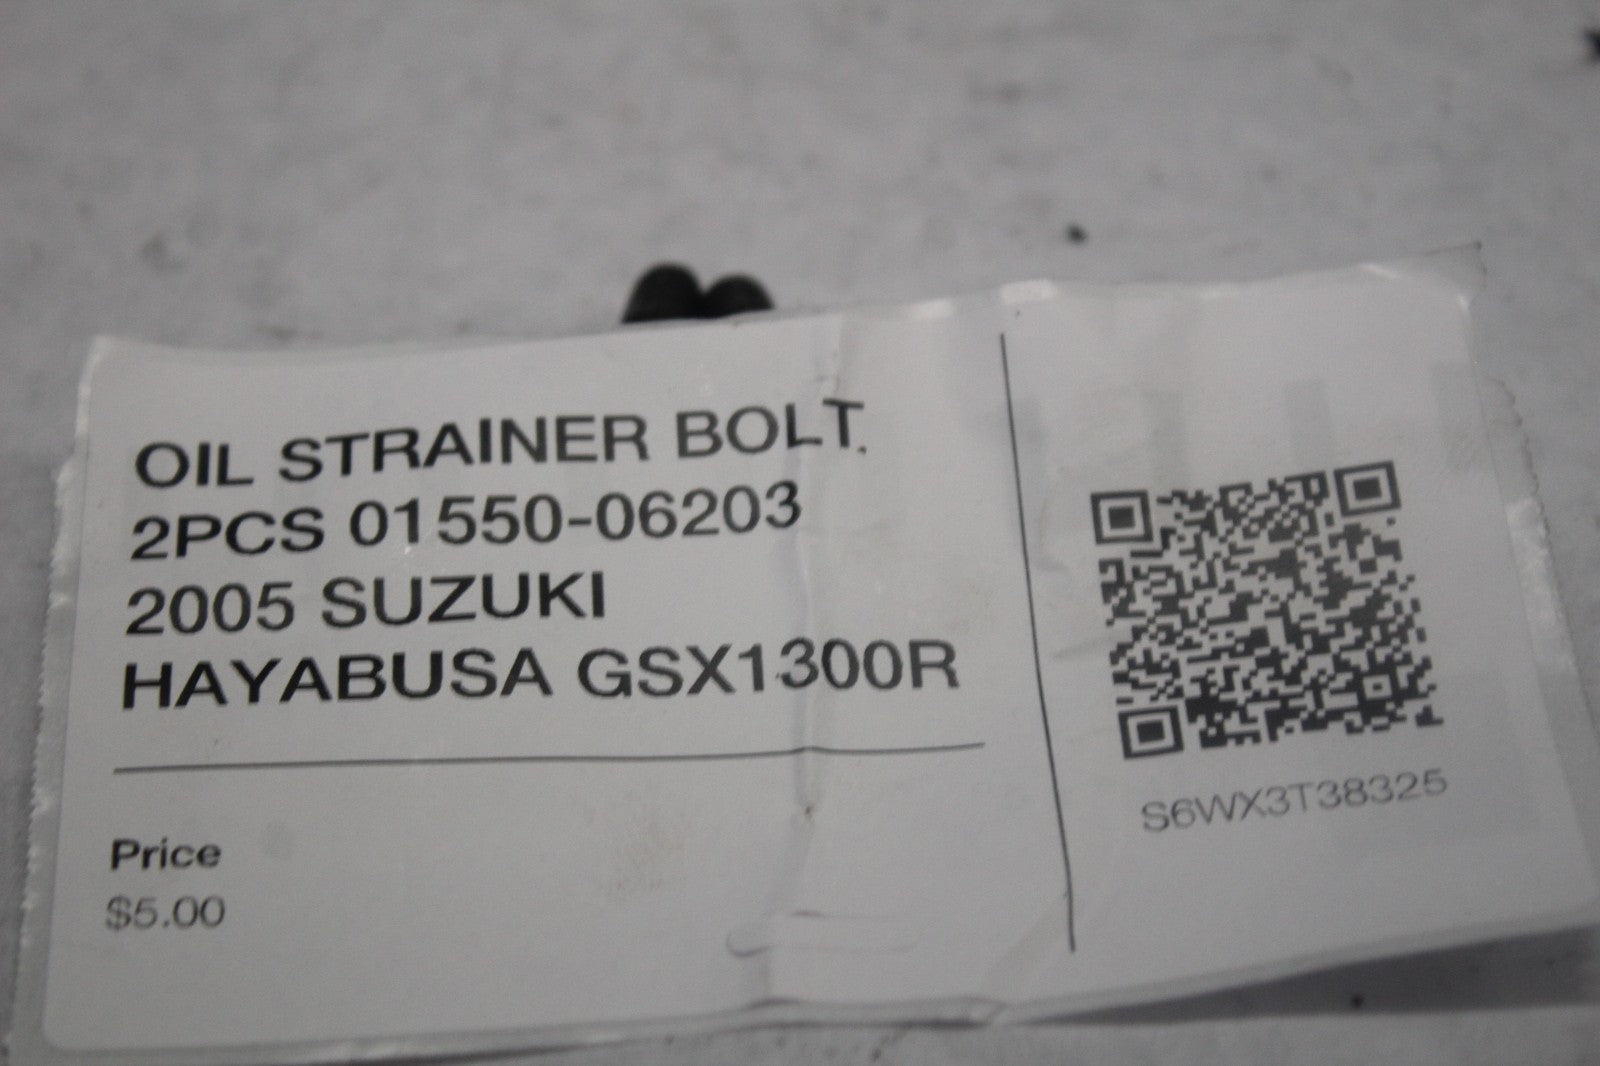 OIL STRAINER BOLT
2PCS 01550-06203
2005 SUZUKI
HAYABUSA GSX1300R
Price
$5.00
S6WX3T38325